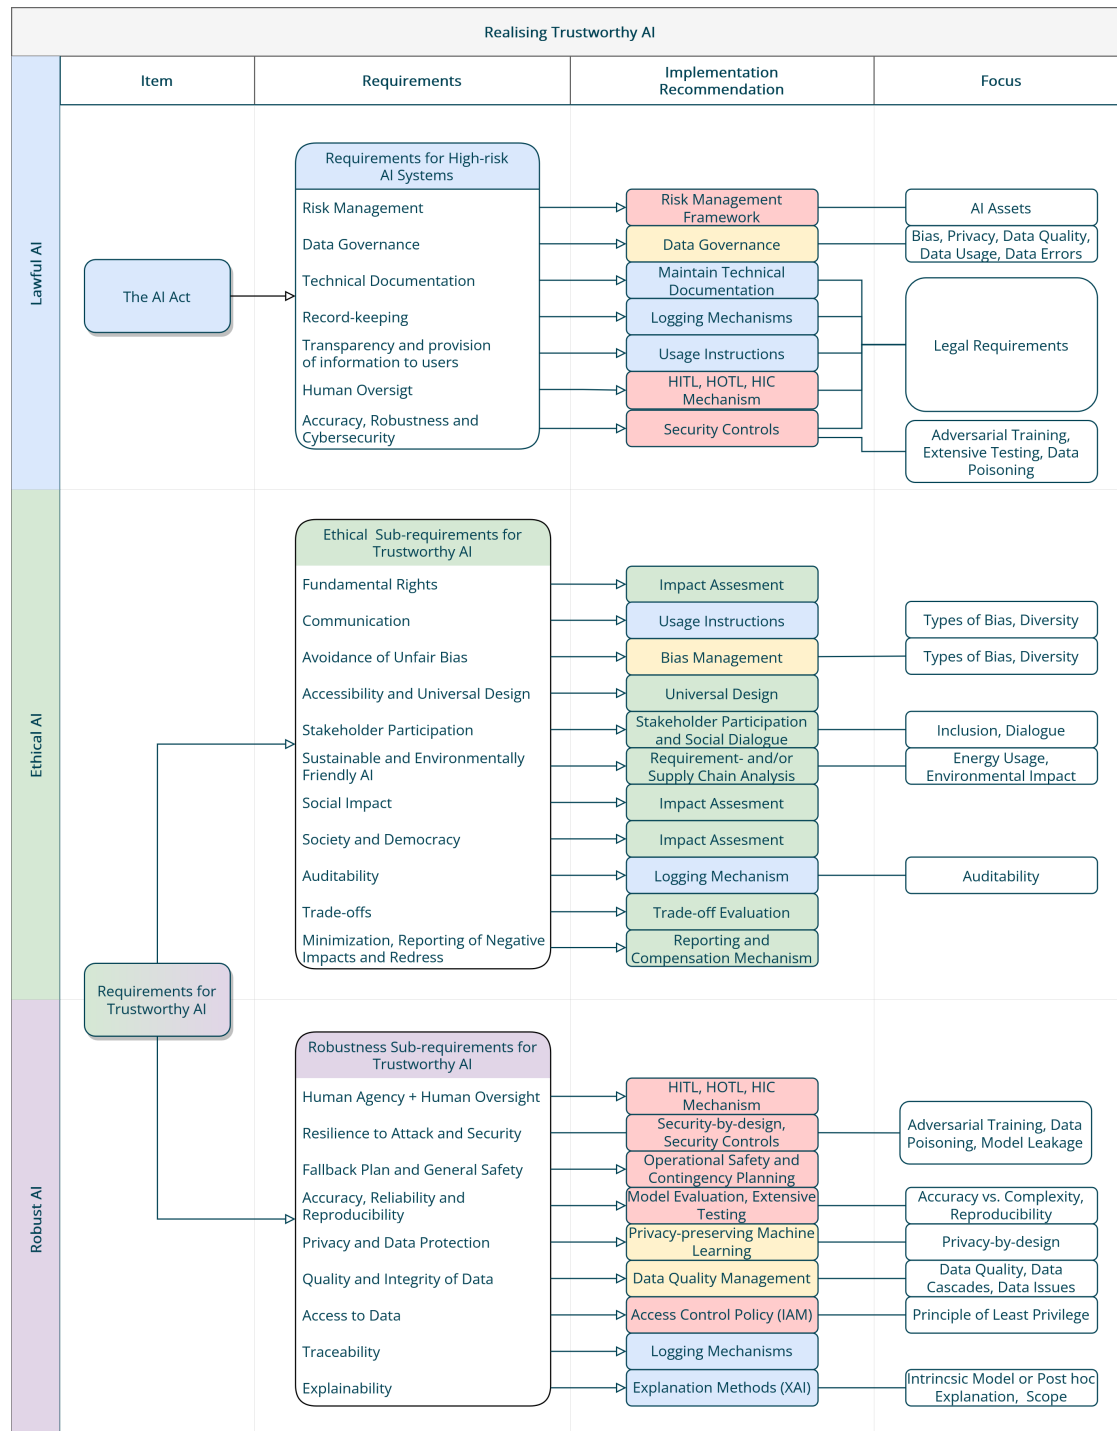 Realising Trustworthy AI
Item
Requirements
Implementation
Recommendation
Focus
Lawful AI
The AI Act
Requirements for High-risk
AI Systems
Risk Management
Data Governance
Technical Documentation
Record-keeping
Transparency and provision
of information to users
Human Oversigt
Accuracy, Robustness and
Cybersecurity
Risk Management
Framework
Data Governance
Maintain Technical
Documentation
Logging Mechanisms
Usage Instructions
HITL, HOTL, HIC
Mechanism
Security Controls
AI Assets
Bias, Privacy, Data Quality,
Data Usage, Data Errors
Legal Requirements
Adversarial Training,
Extensive Testing, Data
Poisoning
Ethical AI
Requirements for
Trustworthy AI
Ethical  Sub-requirements for
Trustworthy AI
Fundamental Rights
Communication
Avoidance of Unfair Bias
Accessibility and Universal Design
Stakeholder Participation
Sustainable and Environmentally
Friendly AI
Social Impact
Society and Democracy
Auditability
Trade-offs
Minimization, Reporting of Negative
Impacts and Redress
Impact Assesment
Usage Instructions
Bias Management
Universal Design
Stakeholder Participation
and Social Dialogue
Requirement- and/or
Supply Chain Analysis
Impact Assesment
Impact Assesment
Logging Mechanism
Trade-off Evaluation
Reporting and
Compensation Mechanism
Types of Bias, Diversity
Types of Bias, Diversity
Inclusion, Dialogue
Energy Usage,
Environmental Impact
Auditability
Robust AI
Robustness Sub-requirements for
Trustworthy AI
Human Agency + Human Oversight
Resilience to Attack and Security
Fallback Plan and General Safety
Accuracy, Reliability and
Reproducibility
Privacy and Data Protection
Quality and Integrity of Data
Access to Data
Traceability
Explainability
HITL, HOTL, HIC
Mechanism
Security-by-design,
Security Controls
Operational Safety and
Contingency Planning
Model Evaluation, Extensive
Testing
Privacy-preserving Machine
Learning
Data Quality Management
Access Control Policy (IAM)
Logging Mechanisms
Explanation Methods (XAI)
Adversarial Training, Data
Poisoning, Model Leakage
Accuracy vs. Complexity,
Reproducibility
Privacy-by-design
Data Quality, Data
Cascades, Data Issues
Principle of Least Privilege
Intrincsic Model or Post hoc
Explanation,  Scope